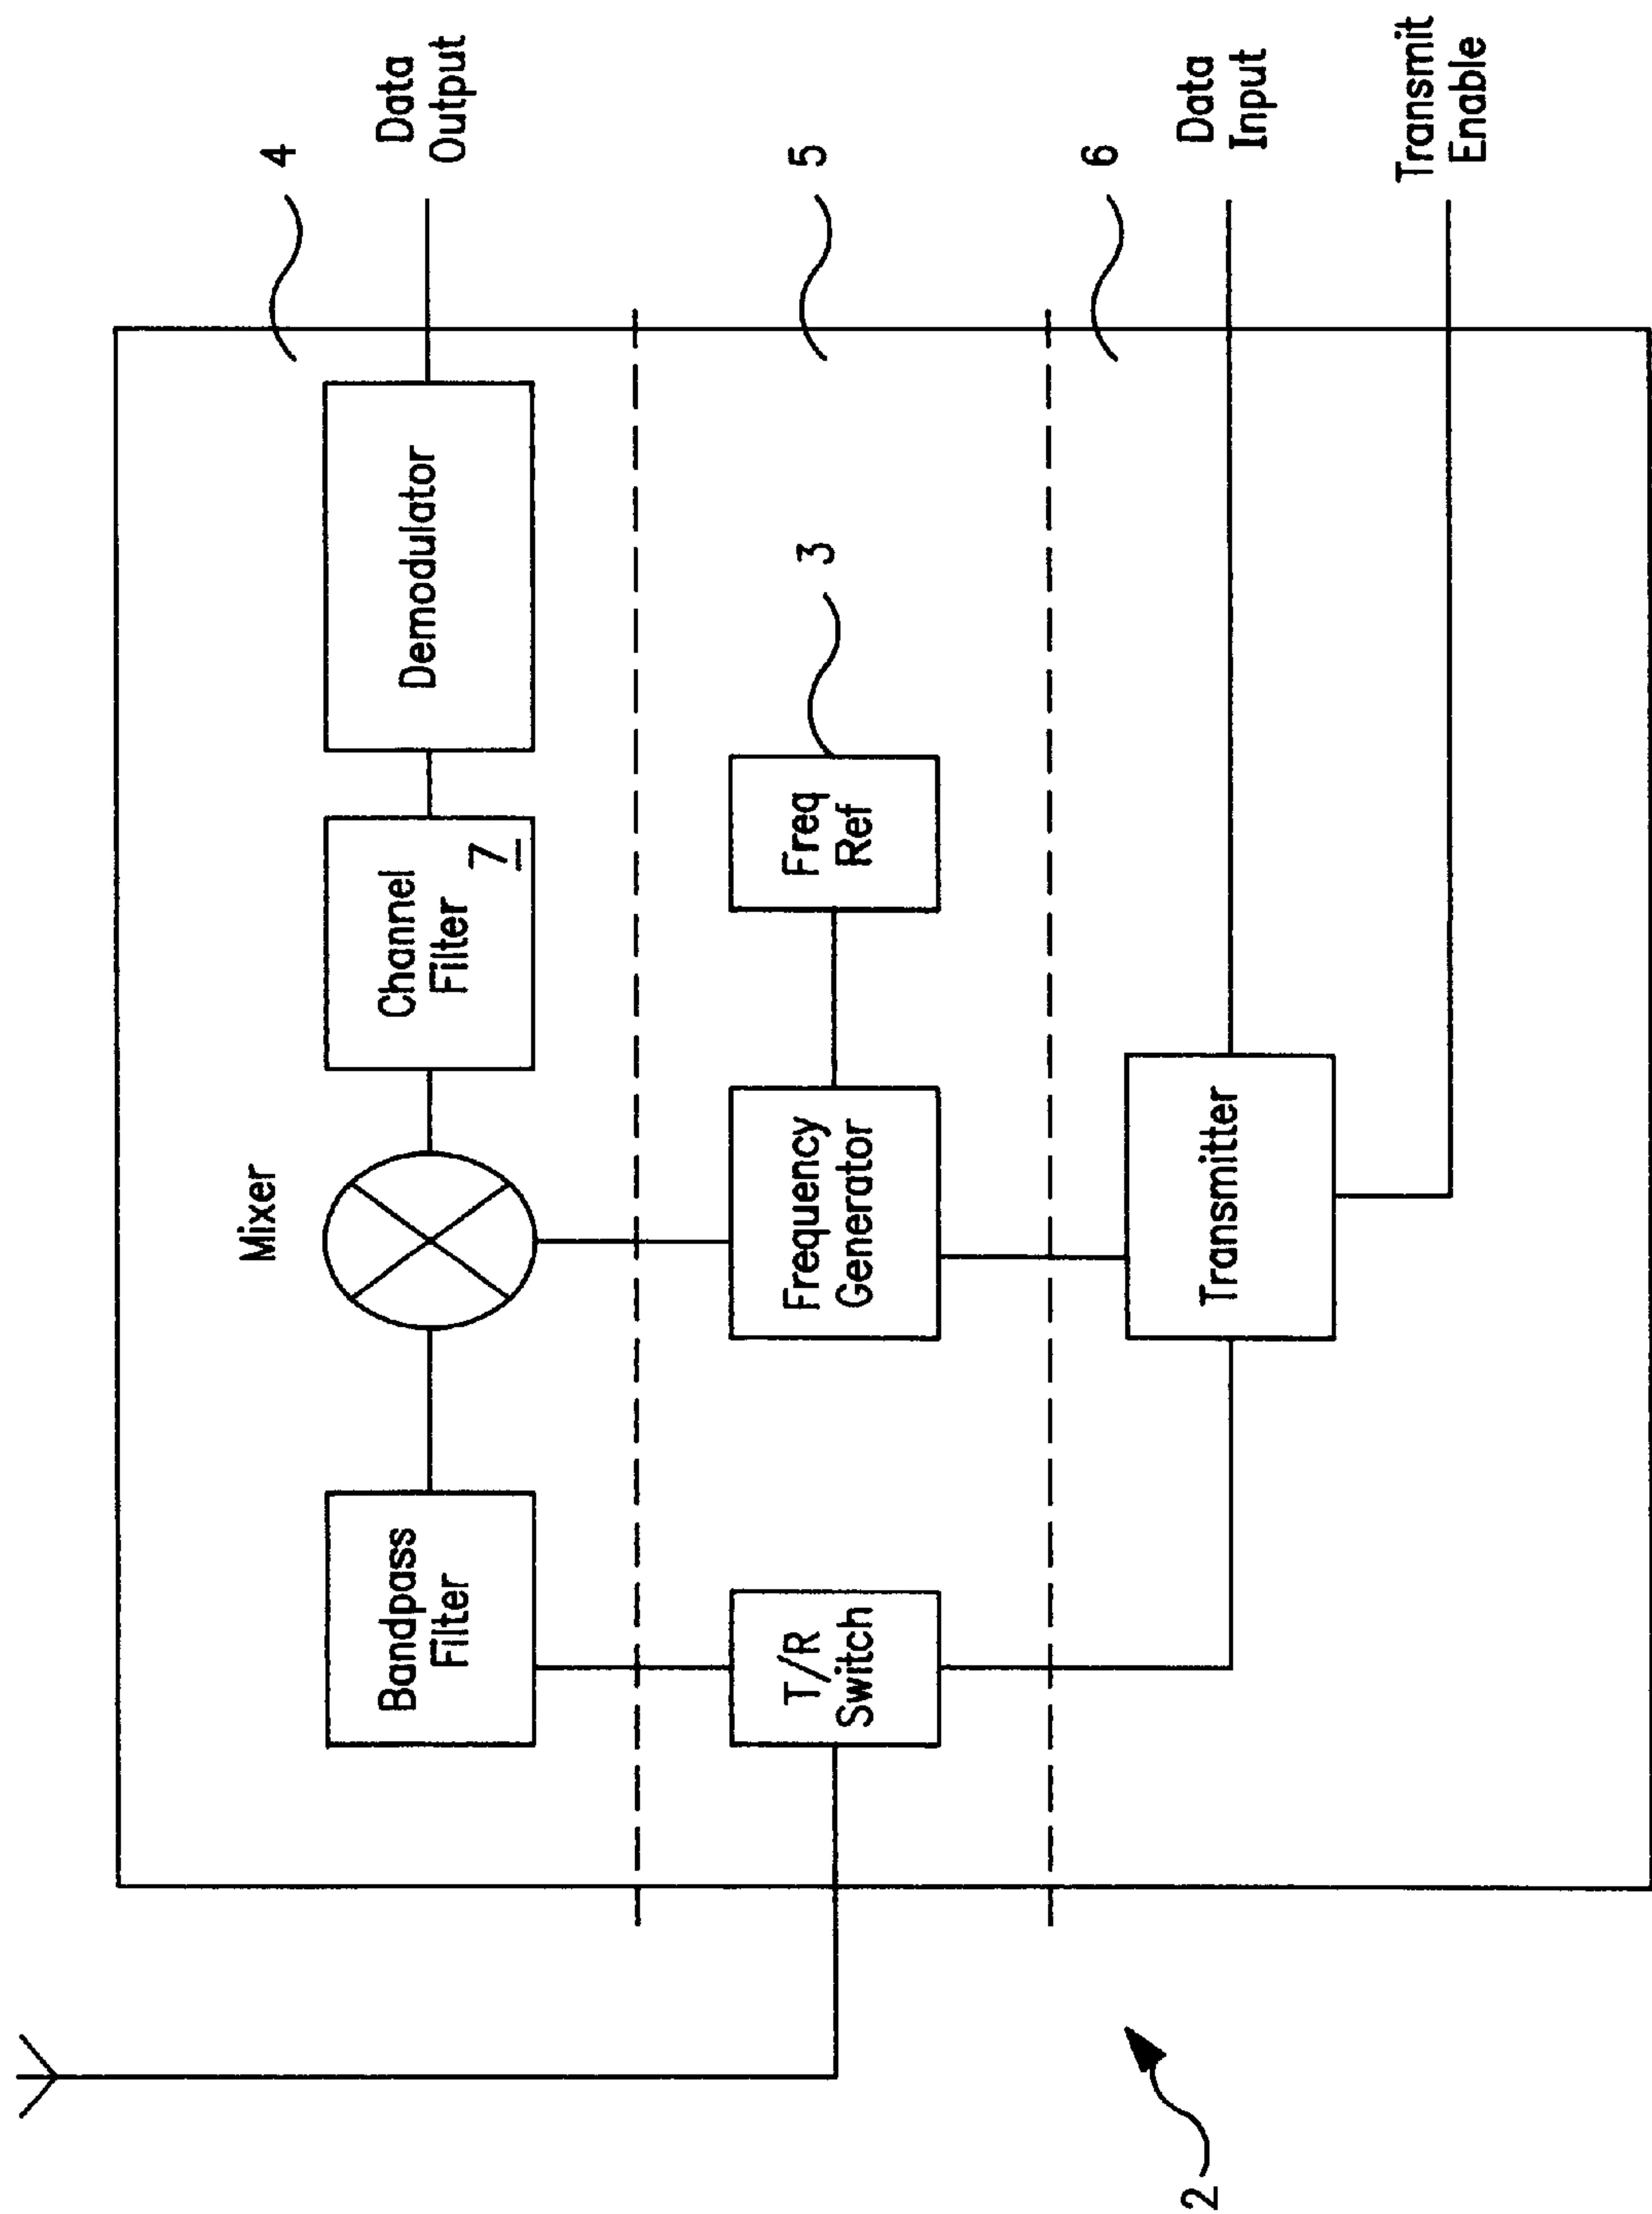 Mixer
4
Bandpass
Filter
Channel
Filter
7
Demodulator
Data
Output
T/R
Switch
Frequency
Generator
Freq
Ref
3
5
6
2
Transmitter
Data
Input
Transmit
Enable